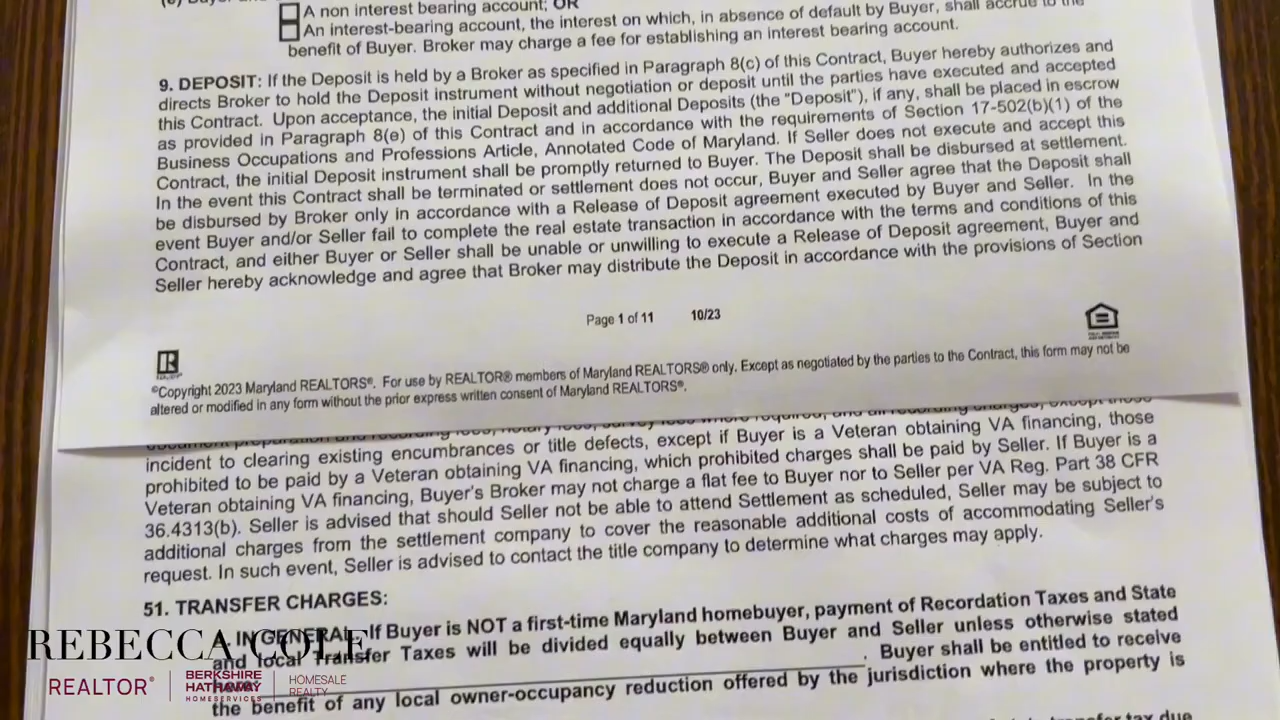 A non interest bearing account; OR
An interest-bearing account, the interest on which, in absence of default by Buyer, shall accrue to the
benefit of Buyer. Broker may charge a fee for establishing an interest bearing account.
9. DEPOSIT: If the Deposit is held by a Broker as specified in Paragraph 8(c) of this Contract, Buyer hereby authorizes and
directs Broker to hold the Deposit instrument without negotiation or deposit until the parties have executed and accepted
this Contract. Upon acceptance, the initial Deposit and additional Deposits (the "Deposit"), if any, shall be placed in escrow
as provided in Paragraph 8(e) of this Contract and in accordance with the requirements of Section 17-502(b)(1) of the
Business Occupations and Professions Article, Annotated Code of Maryland. If Seller does not execute and accept this
Contract, the initial Deposit instrument shall be promptly returned to Buyer. The Deposit shall be disbursed at settlement.
In the event this Contract shall be terminated or settlement does not occur, Buyer and Seller agree that the Deposit shall
be disbursed by Broker only in accordance with a Release of Deposit agreement executed by Buyer and Seller. In the
event Buyer and/or Seller fail to complete the real estate transaction in accordance with the terms and conditions of this
Contract, and either Buyer or Seller shall be unable or unwilling to execute a Release of Deposit agreement, Buyer and
Seller hereby acknowledge and agree that Broker may distribute the Deposit in accordance with the provisions of Section
Page 1 of 11 10/23
©Copyright 2023 Maryland REALTORS®. For use by REALTOR® members of Maryland REALTORS® only. Except as negotiated by the parties to the Contract, this form may not be
altered or modified in any form without the prior express written consent of Maryland REALTORS®.
document preparation and recording fees, notary fees, survey fees where required, and all recording charges, except those
incident to clearing existing encumbrances or title defects, except if Buyer is a Veteran obtaining VA financing, those
prohibited to be paid by a Veteran obtaining VA financing, which prohibited charges shall be paid by Seller. If Buyer is a
Veteran obtaining VA financing, Buyer's Broker may not charge a flat fee to Buyer nor to Seller per VA Reg. Part 38 CFR
36.4313(b). Seller is advised that should Seller not be able to attend Settlement as scheduled, Seller may be subject to
additional charges from the settlement company to cover the reasonable additional costs of accommodating Seller's
request. In such event, Seller is advised to contact the title company to determine what charges may apply.
51. TRANSFER CHARGES:
IN GENERAL. If Buyer is NOT a first-time Maryland homebuyer, payment of Recordation Taxes and State
and local Transfer Taxes will be divided equally between Buyer and Seller unless otherwise stated
here: . Buyer shall be entitled to receive
the benefit of any local owner-occupancy reduction offered by the jurisdiction where the property is
transfer tax due
REBECCA COLE
REALTOR® BERKSHIRE HATHAWAY HOMESERVICES HOMESALE REALTY